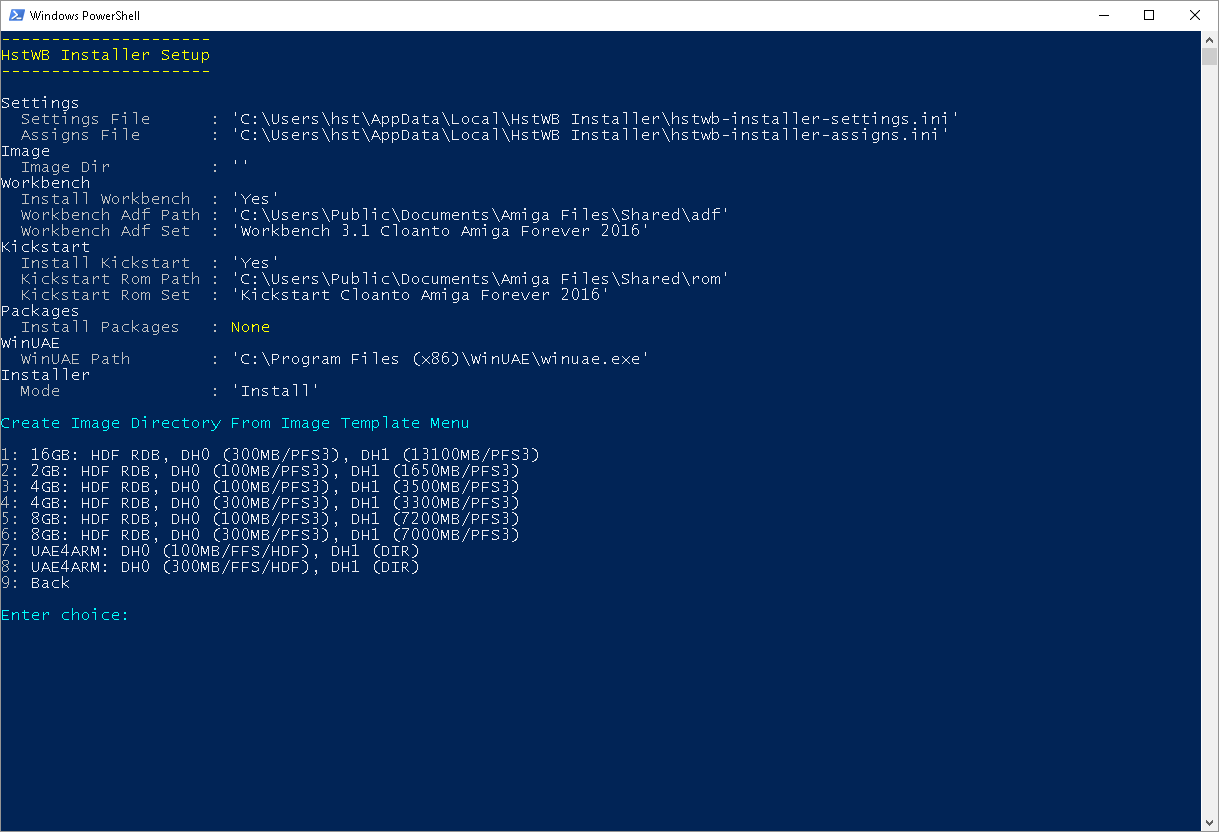 Windows PowerShell
---------------------
HstWB Installer Setup
---------------------
Settings
  Settings File      : 'C:\Users\hst\AppData\Local\HstWB Installer\hstwb-installer-settings.ini'
  Assigns File       : 'C:\Users\hst\AppData\Local\HstWB Installer\hstwb-installer-assigns.ini'
Image
  Image Dir          : ''
Workbench
  Install Workbench  : 'Yes'
  Workbench Adf Path : 'C:\Users\Public\Documents\Amiga Files\Shared\adf'
  Workbench Adf Set  : 'Workbench 3.1 Cloanto Amiga Forever 2016'
Kickstart
  Install Kickstart  : 'Yes'
  Kickstart Rom Path : 'C:\Users\Public\Documents\Amiga Files\Shared\rom'
  Kickstart Rom Set  : 'Kickstart Cloanto Amiga Forever 2016'
Packages
  Install Packages   : None
WinUAE
  WinUAE Path        : 'C:\Program Files (x86)\WinUAE\winuae.exe'
Installer
  Mode               : 'Install'
Create Image Directory From Image Template Menu
1: 16GB: HDF RDB, DH0 (300MB/PFS3), DH1 (13100MB/PFS3)
2: 2GB: HDF RDB, DH0 (100MB/PFS3), DH1 (1650MB/PFS3)
3: 4GB: HDF RDB, DH0 (100MB/PFS3), DH1 (3500MB/PFS3)
4: 4GB: HDF RDB, DH0 (300MB/PFS3), DH1 (3300MB/PFS3)
5: 8GB: HDF RDB, DH0 (100MB/PFS3), DH1 (7200MB/PFS3)
6: 8GB: HDF RDB, DH0 (300MB/PFS3), DH1 (7000MB/PFS3)
7: UAE4ARM: DH0 (100MB/FFS/HDF), DH1 (DIR)
8: UAE4ARM: DH0 (300MB/FFS/HDF), DH1 (DIR)
9: Back
Enter choice: